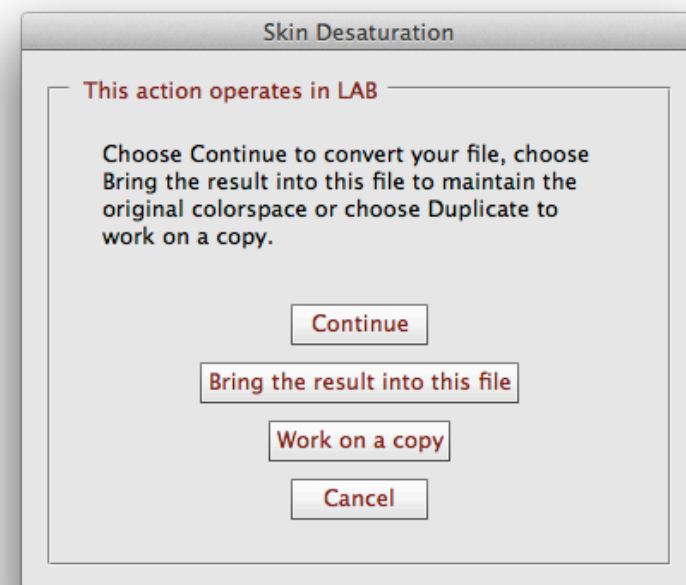 Skin Desaturation
This action operates in LAB
Choose Continue to convert your file, choose
Bring the result into this file to maintain the
original colorspace or choose Duplicate to
work on a copy.
Continue
Bring the result into this file
Work on a copy
Cancel